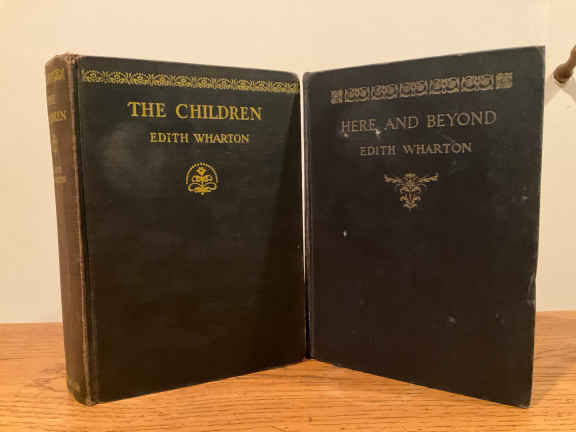 THE CHILDREN
EDITH WHARTON
HERE AND BEYOND
EDITH WHARTON